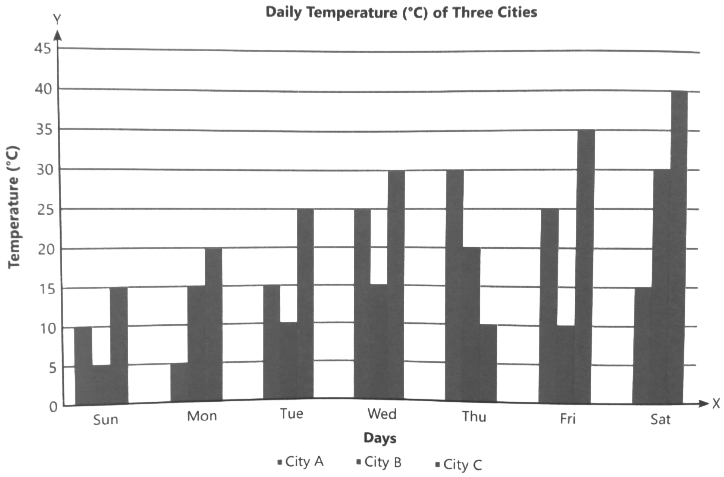 Daily Temperature (°C) of Three Cities
Y
45
40
35
30
25
20
15
10
5
0
Temperature (°C)
Sun Mon Tue Wed Thu Fri Sat
X
Days
City A City B City C